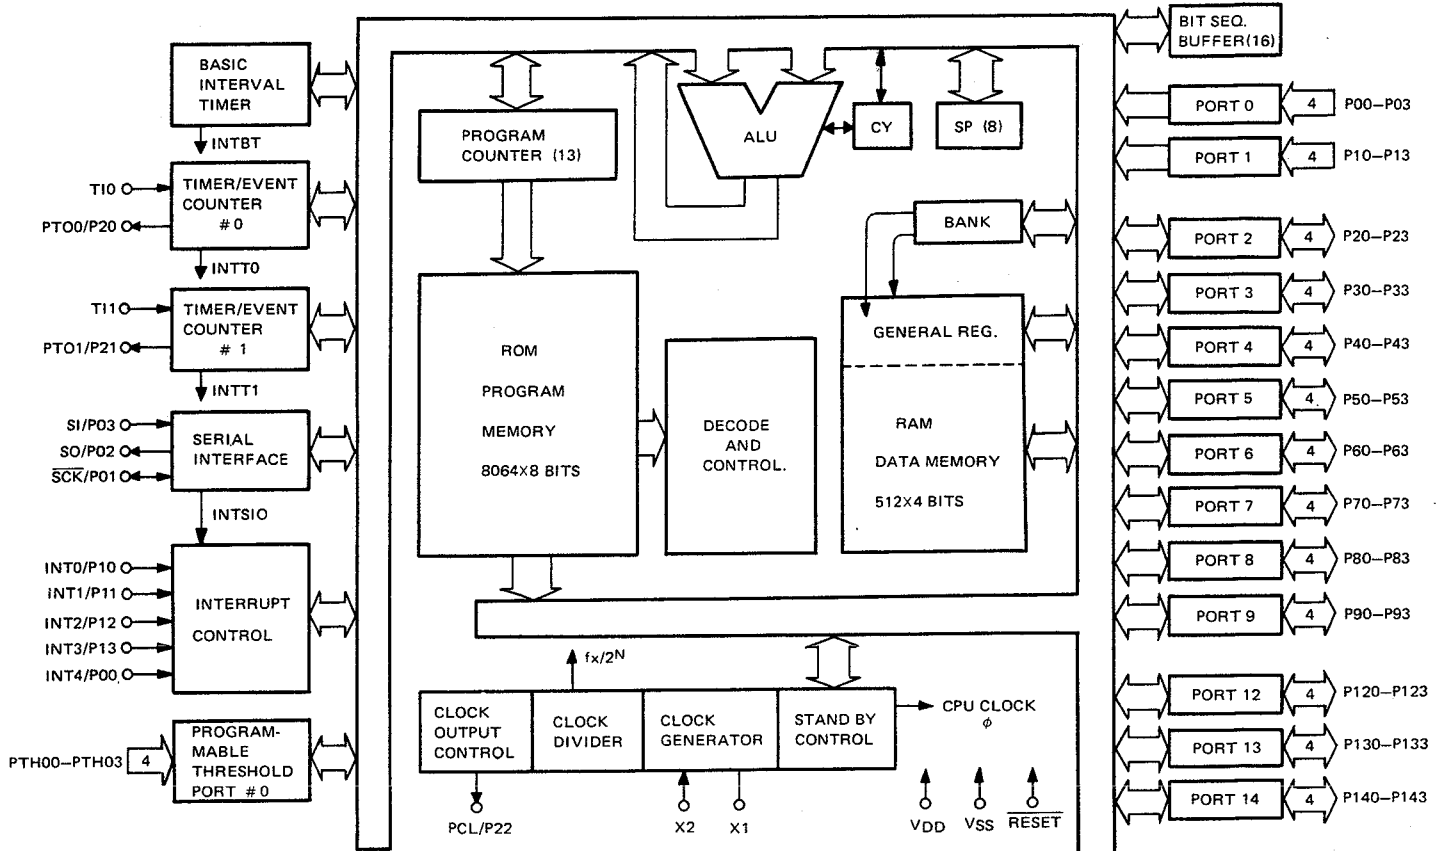 BASIC
INTERVAL
TIMER
INTBT
TI0
PTO0/P20
TIMER/EVENT
COUNTER
#0
INTT0
TI1
PTO1/P21
TIMER/EVENT
COUNTER
# 1
INTT1
SI/P03
SO/P02
SCK/P01
SERIAL
INTERFACE
INTSIO
INT0/P10
INT1/P11
INT2/P12
INT3/P13
INT4/P00
INTERRUPT
CONTROL
PTH00-PTH03
4
PROGRAM-
MABLE
THRESHOLD
PORT #0
PROGRAM
COUNTER (13)
ALU
CY
SP (8)
BANK
ROM
PROGRAM
MEMORY
8064X8 BITS
DECODE
AND
CONTROL.
GENERAL REG.
RAM
DATA MEMORY
512X4 BITS
fx/2N
CLOCK
OUTPUT
CONTROL
CLOCK
DIVIDER
CLOCK
GENERATOR
STAND BY
CONTROL
CPU CLOCK
φ
PCL/P22
X2
X1
VDD
VSS
RESET
BIT SEQ.
BUFFER(16)
PORT 0
4
P00-P03
PORT 1
4
P10-P13
PORT 2
4
P20-P23
PORT 3
4
P30-P33
PORT 4
4
P40-P43
PORT 5
4
P50-P53
PORT 6
4
P60-P63
PORT 7
4
P70-P73
PORT 8
4
P80-P83
PORT 9
4
P90-P93
PORT 12
4
P120-P123
PORT 13
4
P130-P133
PORT 14
4
P140-P143